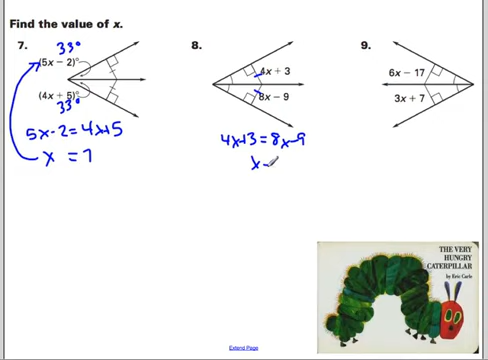 Find the value of x.
7. 33°
(5x − 2)°
(4x + 5)°
33°
5x-2=4x+5
x = 7
8.
4x + 3
8x − 9
4x+3=8x-9
x -
9.
6x − 17
3x + 7
THE VERY
HUNGRY
CATERPILLAR
by Eric Carle
Extend Page